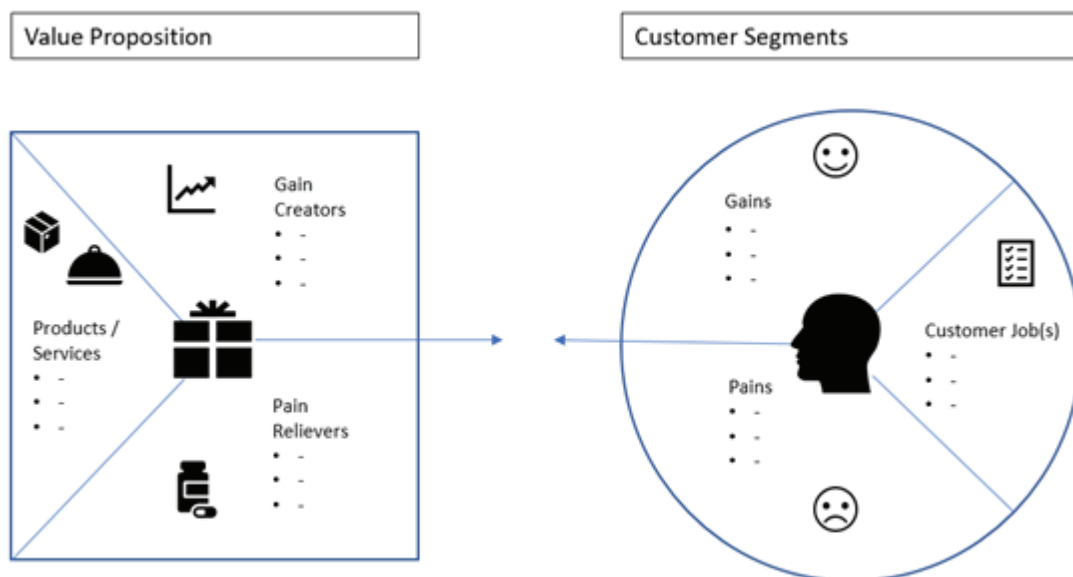 Value Proposition
Customer Segments
Gain
Creators
• -
• -
• -
Products /
Services
• -
• -
• -
Pain
Relievers
• -
• -
• -
Gains
• -
• -
• -
Customer Job(s)
• -
• -
• -
Pains
• -
• -
• -